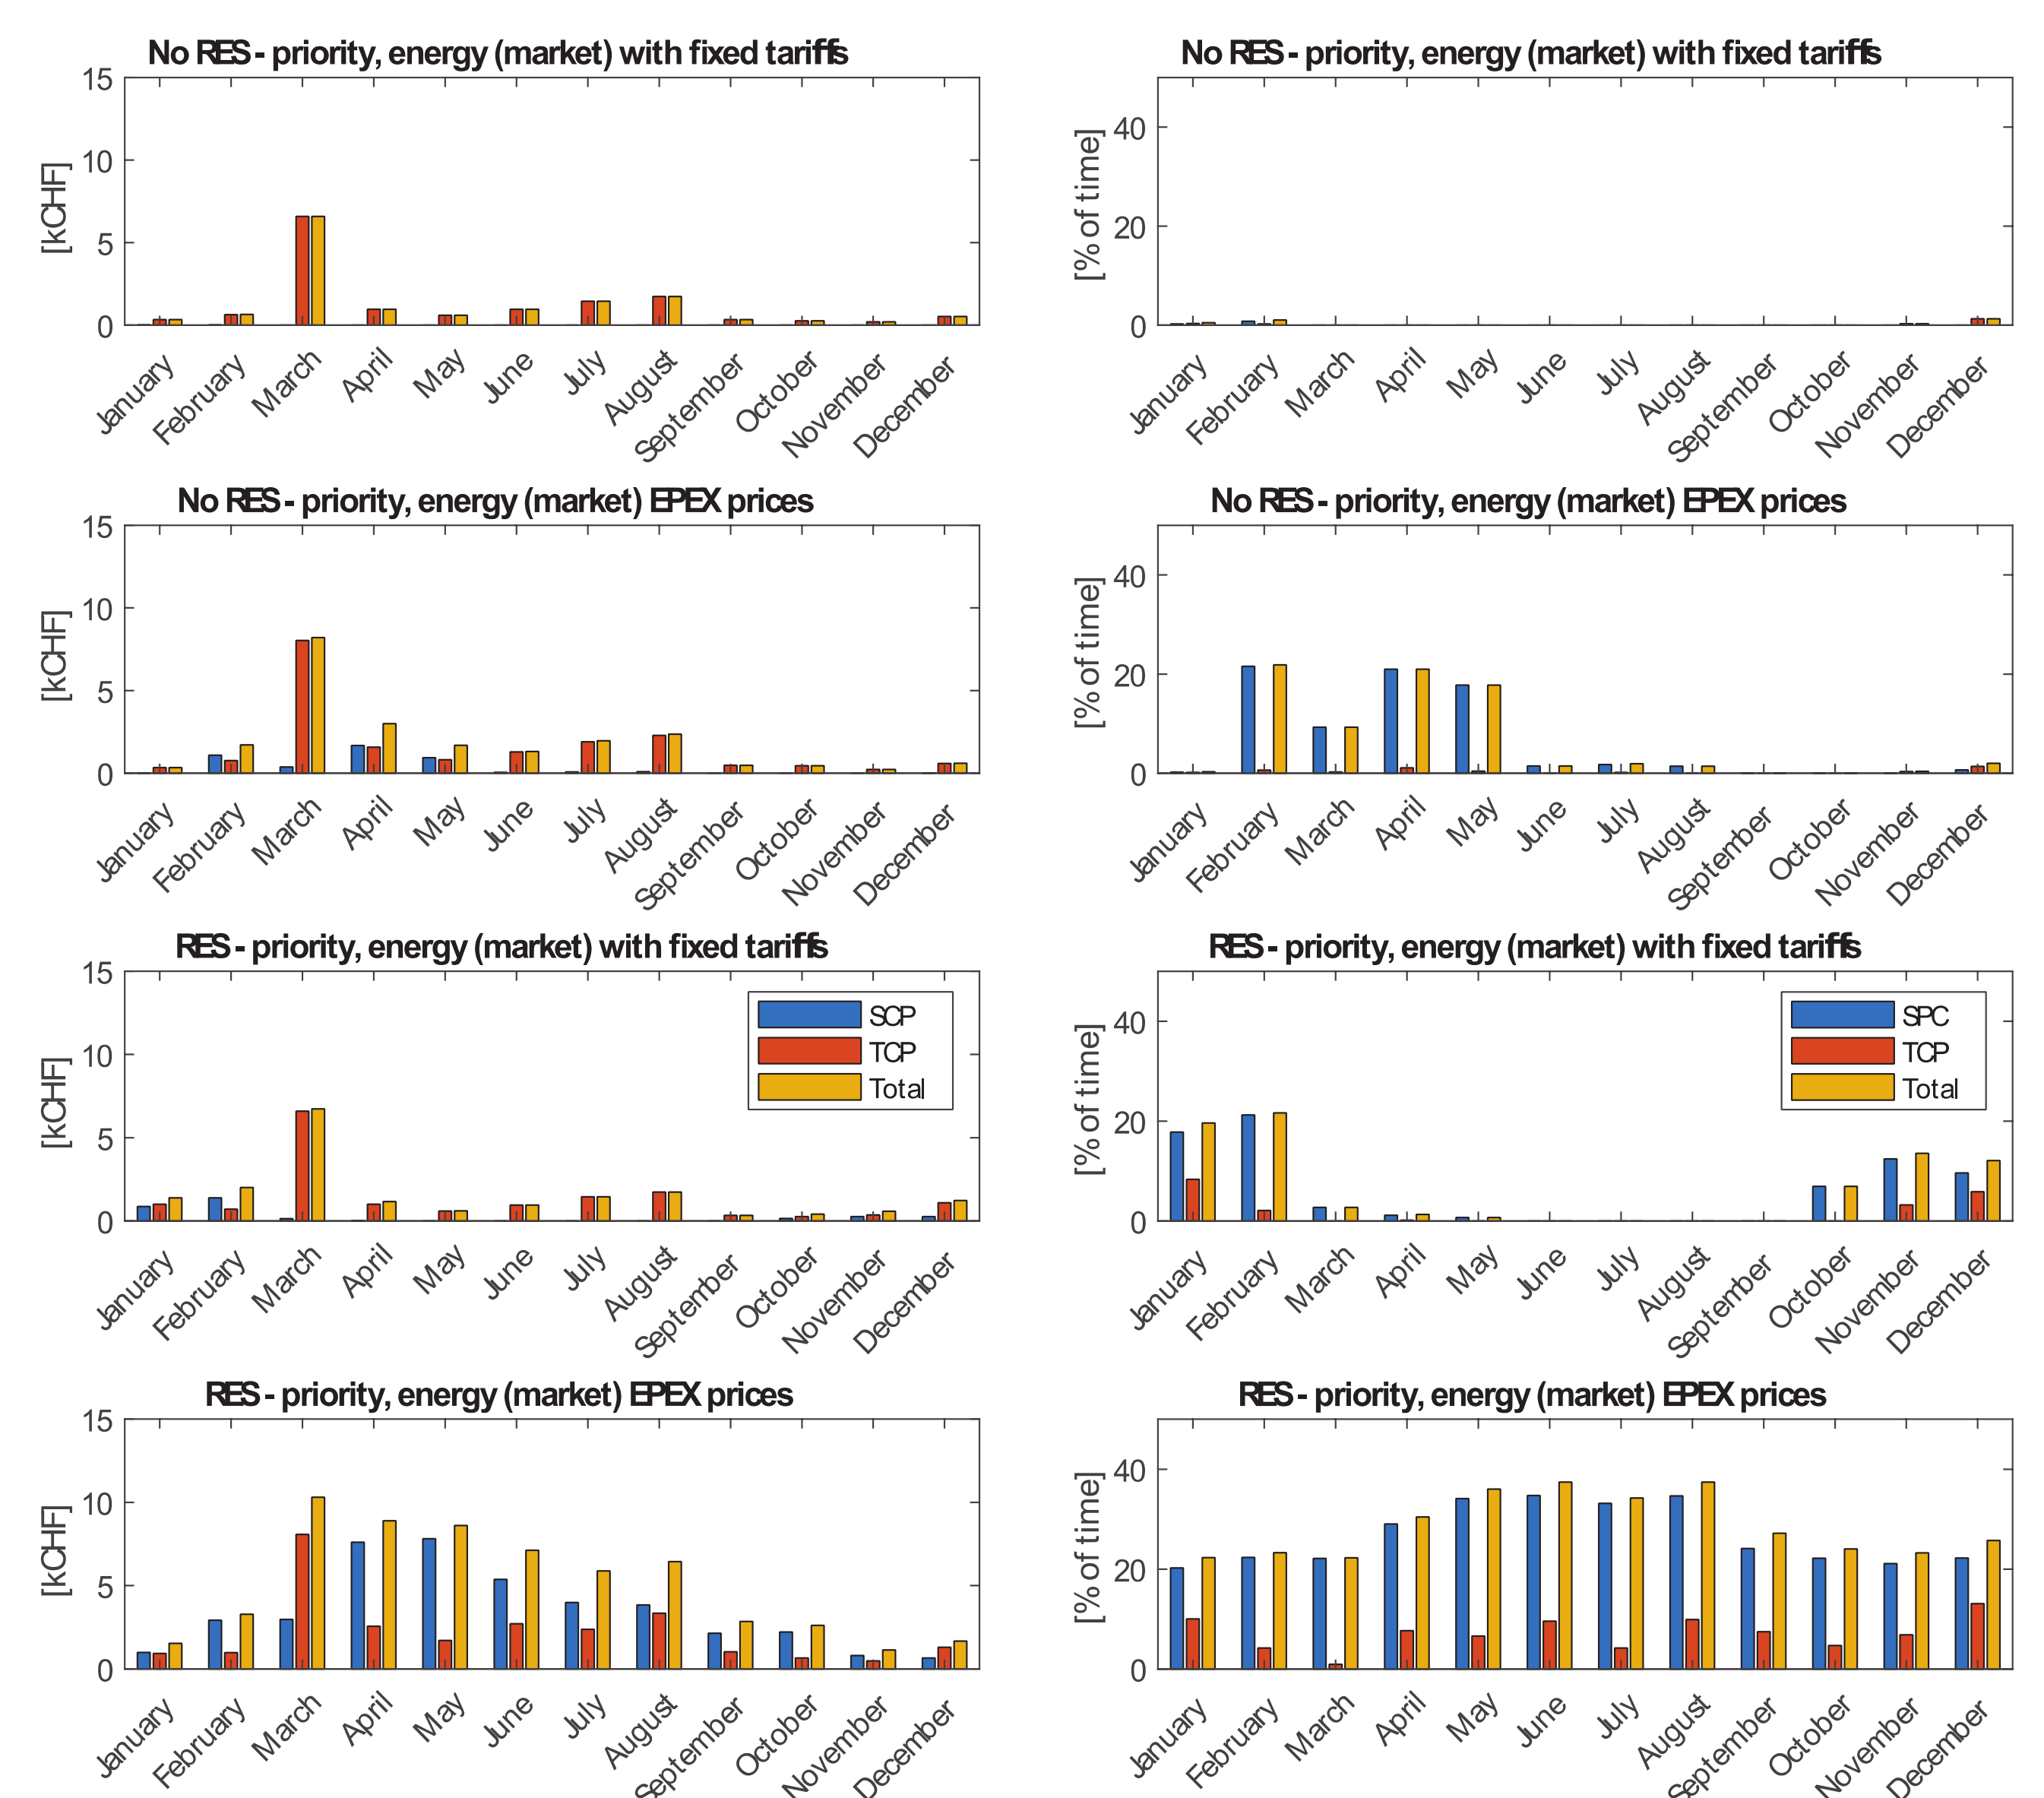 No RES - priority, energy (market) with fixed tariffs
[kCHF]
15
10
5
0
January February March April May June July August September October November December
No RES - priority, energy (market) with fixed tariffs
[% of time]
40
20
0
January February March April May June July August September October November December
No RES - priority, energy (market) EPEX prices
[kCHF]
15
10
5
0
January February March April May June July August September October November December
No RES - priority, energy (market) EPEX prices
[% of time]
40
20
0
January February March April May June July August September October November December
RES - priority, energy (market) with fixed tariffs
[kCHF]
15
10
5
0
SCP
TCP
Total
January February March April May June July August September October November December
RES - priority, energy (market) with fixed tariffs
[% of time]
40
20
0
SPC
TCP
Total
January February March April May June July August September October November December
RES - priority, energy (market) EPEX prices
[kCHF]
15
10
5
0
January February March April May June July August September October November December
RES - priority, energy (market) EPEX prices
[% of time]
40
20
0
January February March April May June July August September October November December